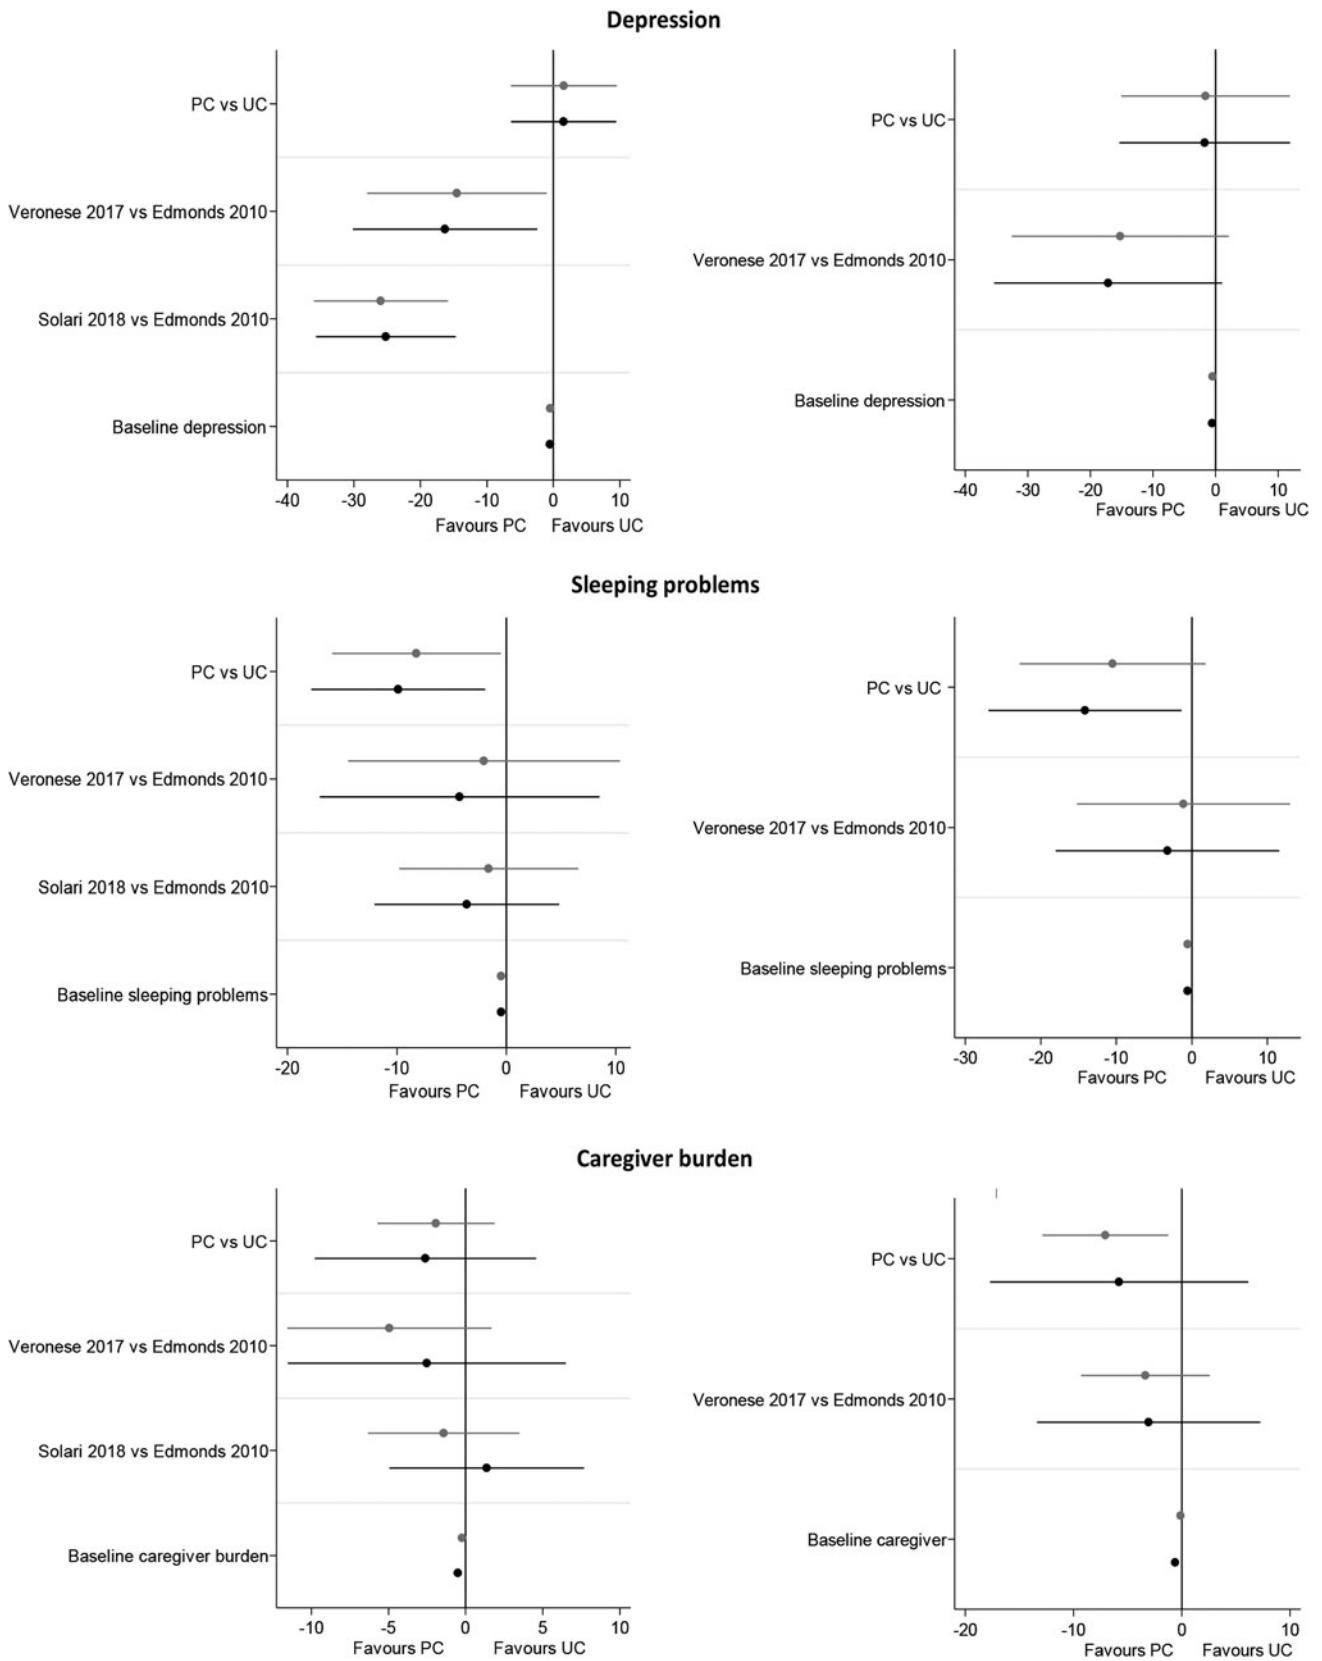 Depression
PC vs UC
Veronese 2017 vs Edmonds 2010
Solari 2018 vs Edmonds 2010
Baseline depression
-40 -30 -20 -10 0 10
Favours PC Favours UC
PC vs UC
Veronese 2017 vs Edmonds 2010
Baseline depression
-40 -30 -20 -10 0 10
Favours PC Favours UC
Sleeping problems
PC vs UC
Veronese 2017 vs Edmonds 2010
Solari 2018 vs Edmonds 2010
Baseline sleeping problems
-20 -10 0 10
Favours PC Favours UC
PC vs UC
Veronese 2017 vs Edmonds 2010
Baseline sleeping problems
-30 -20 -10 0 10
Favours PC Favours UC
Caregiver burden
PC vs UC
Veronese 2017 vs Edmonds 2010
Solari 2018 vs Edmonds 2010
Baseline caregiver burden
-10 -5 0 5 10
Favours PC Favours UC
PC vs UC
Veronese 2017 vs Edmonds 2010
Baseline caregiver
-20 -10 0 10
Favours PC Favours UC